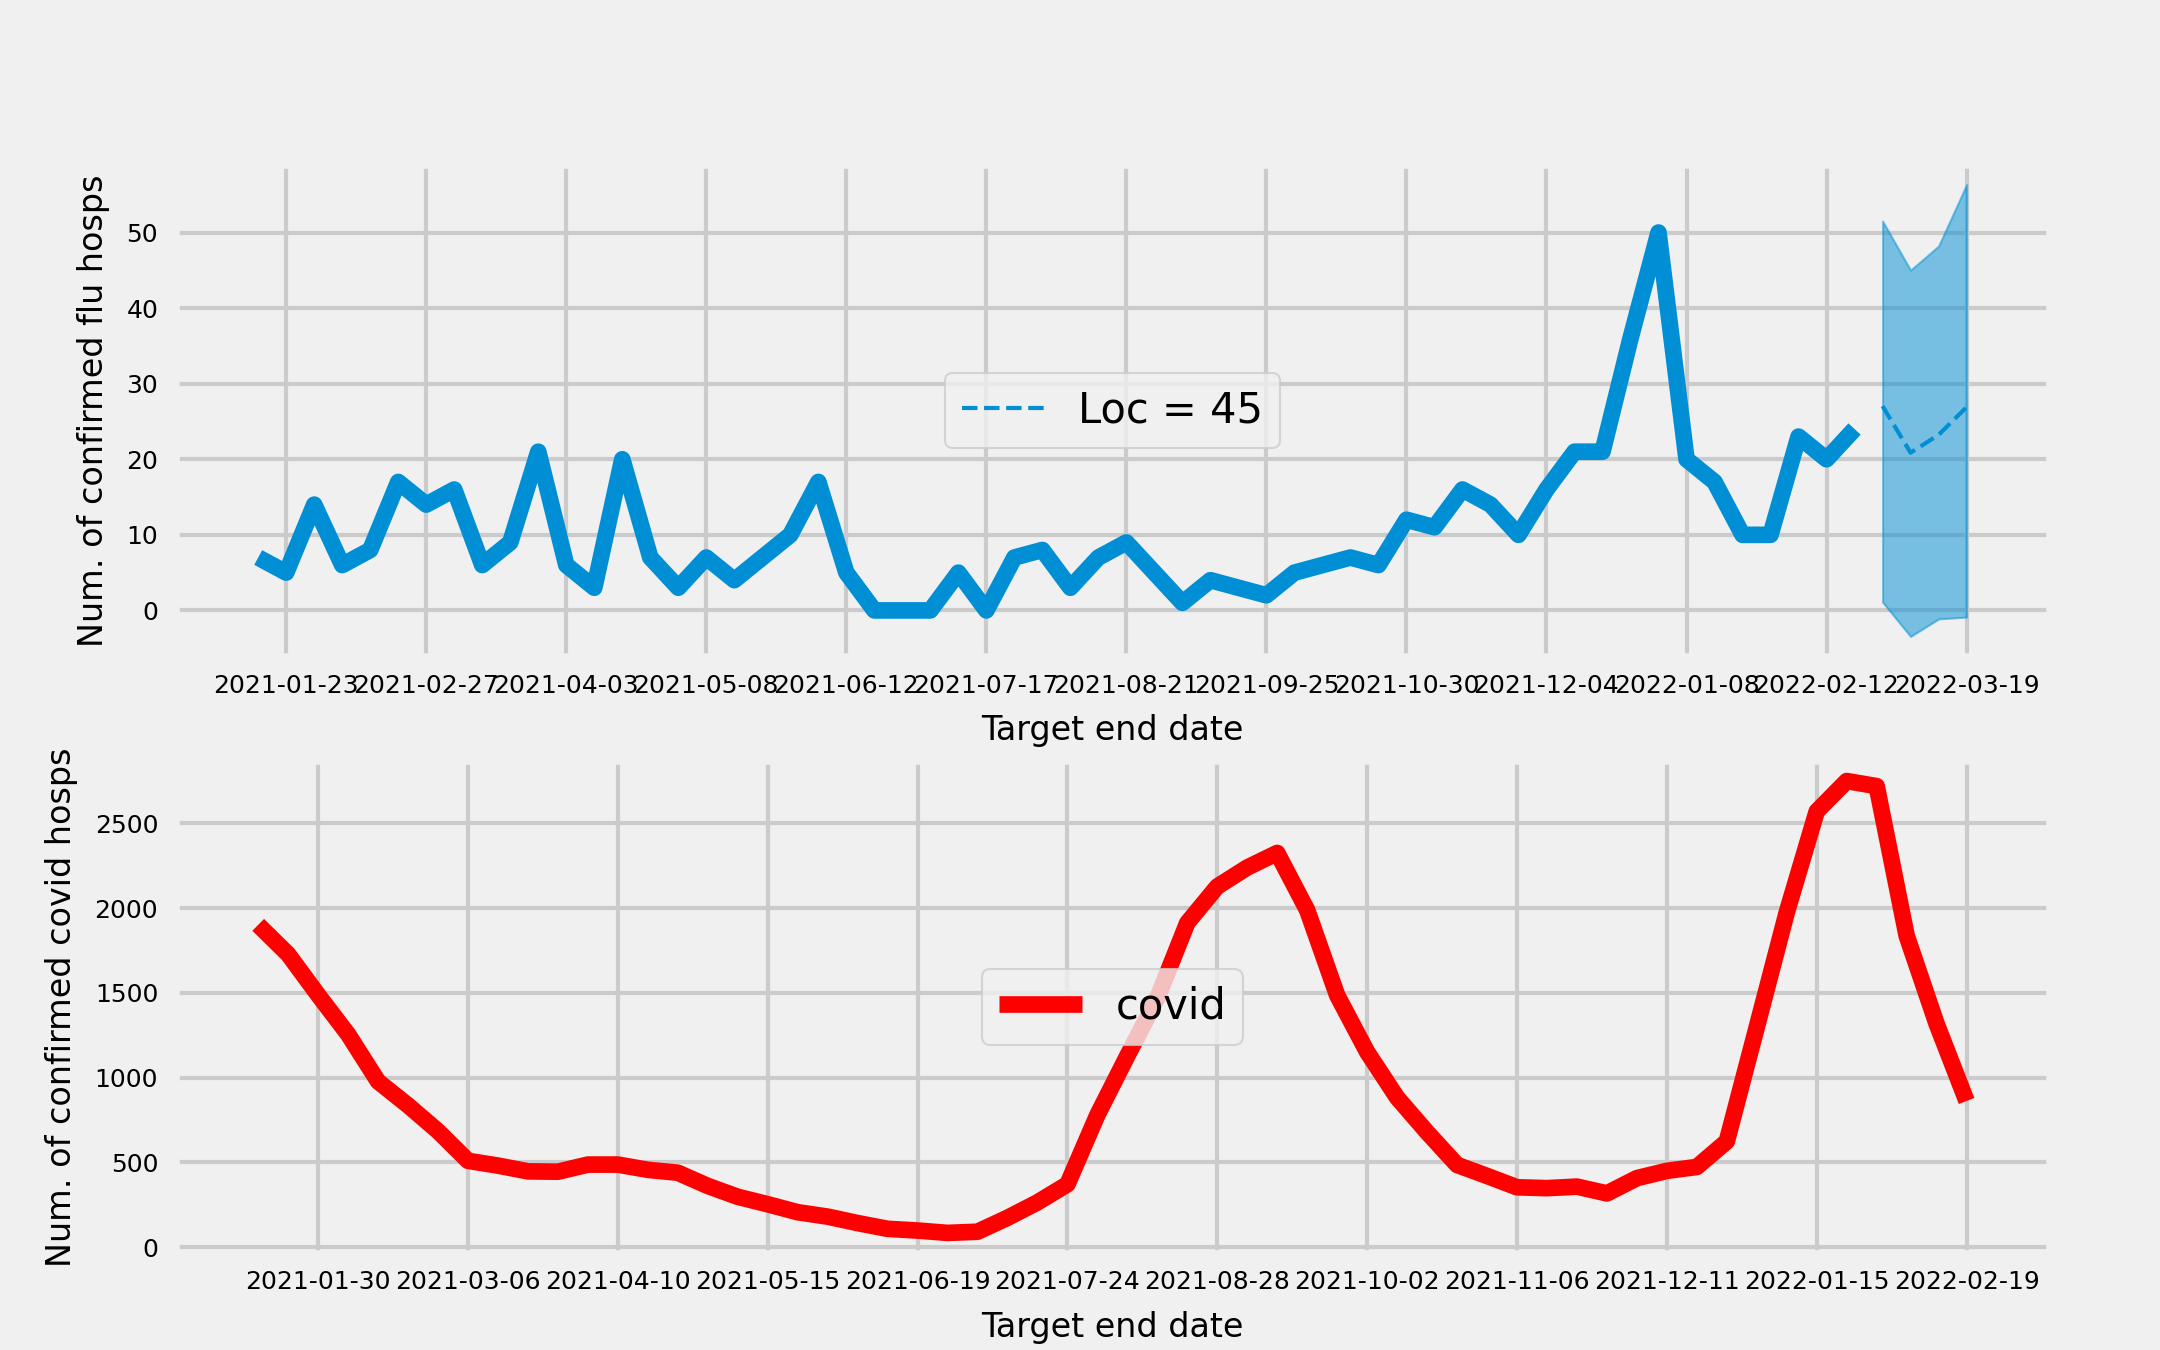 Num. of confirmed flu hosps
50
40
30
20
10
0
Loc = 45
2021-01-23 2021-02-27 2021-04-03 2021-05-08 2021-06-12 2021-07-17 2021-08-21 2021-09-25 2021-10-30 2021-12-04 2022-01-08 2022-02-12 2022-03-19
Target end date
Num. of confirmed covid hosps
2500
2000
1500
1000
500
0
covid
2021-01-30 2021-03-06 2021-04-10 2021-05-15 2021-06-19 2021-07-24 2021-08-28 2021-10-02 2021-11-06 2021-12-11 2022-01-15 2022-02-19
Target end date